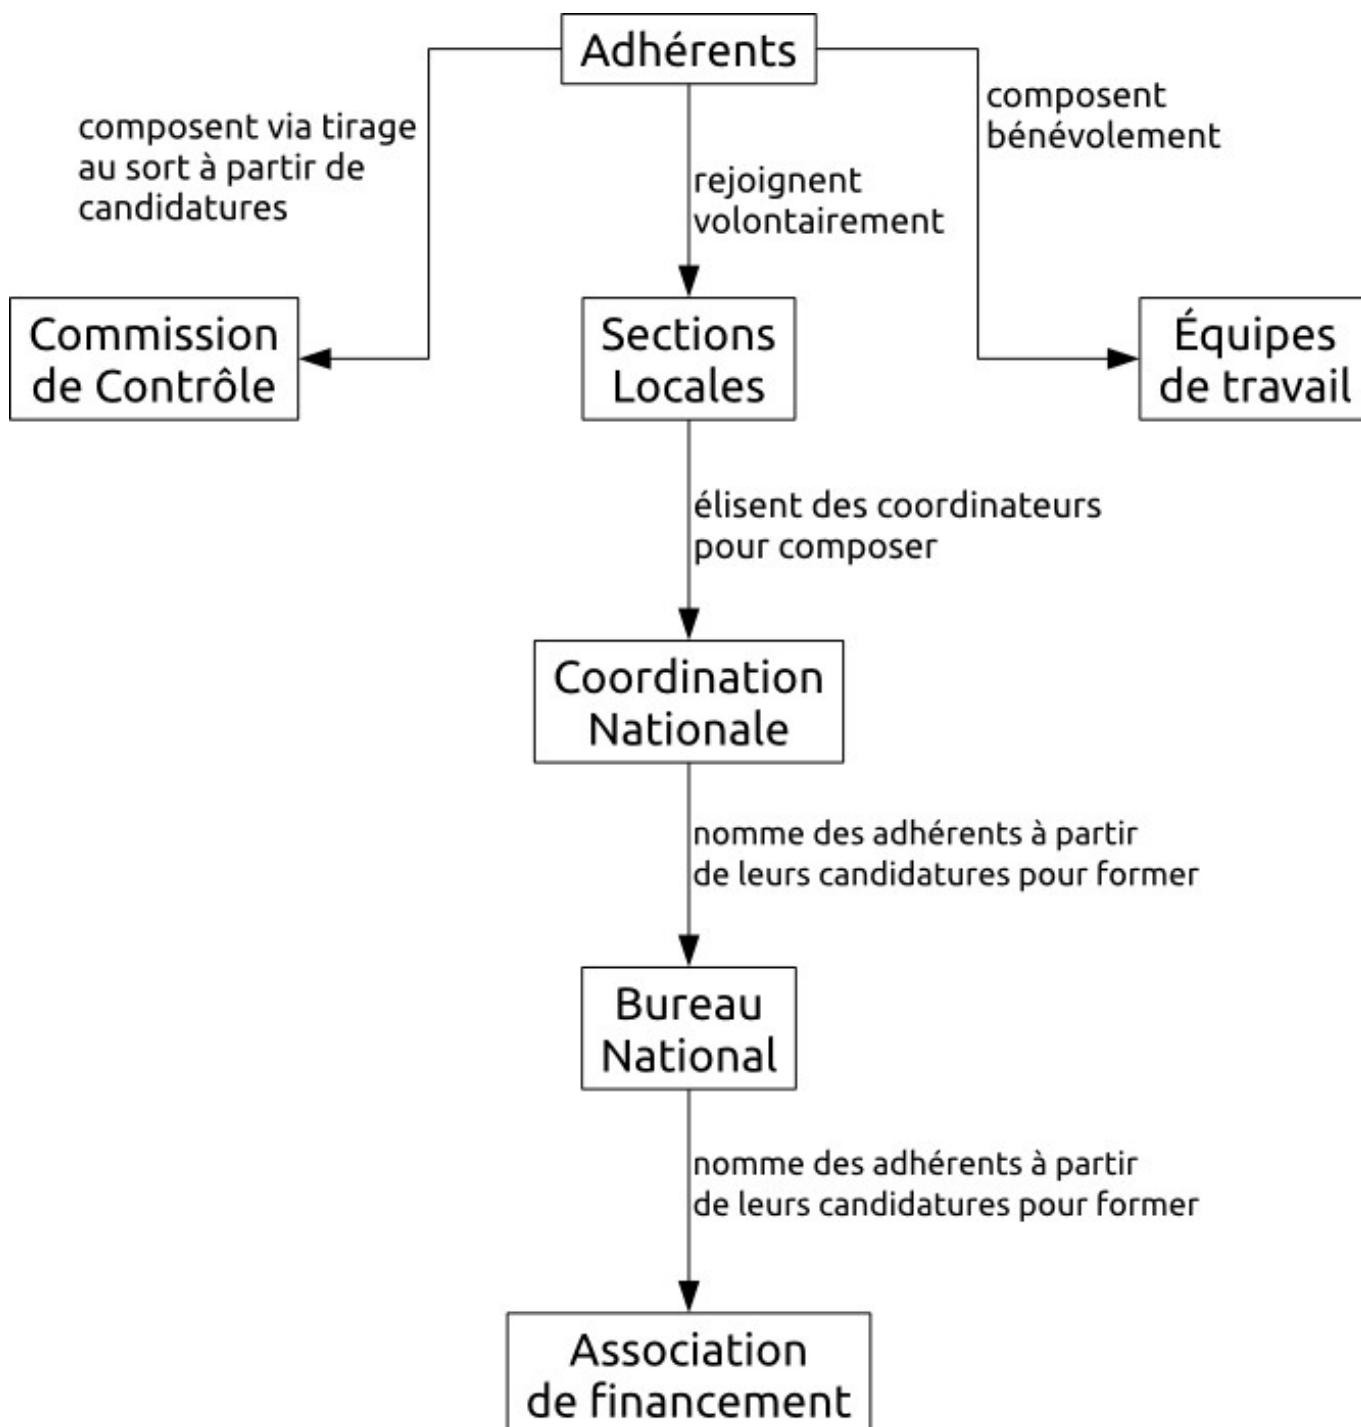 Adhérents
composent via tirage
au sort à partir de
candidatures
rejoignent
volontairement
composent
bénévolement
Commission
de Contrôle
Sections
Locales
Équipes
de travail
élisent des coordinateurs
pour composer
Coordination
Nationale
nomme des adhérents à partir
de leurs candidatures pour former
Bureau
National
nomme des adhérents à partir
de leurs candidatures pour former
Association
de financement